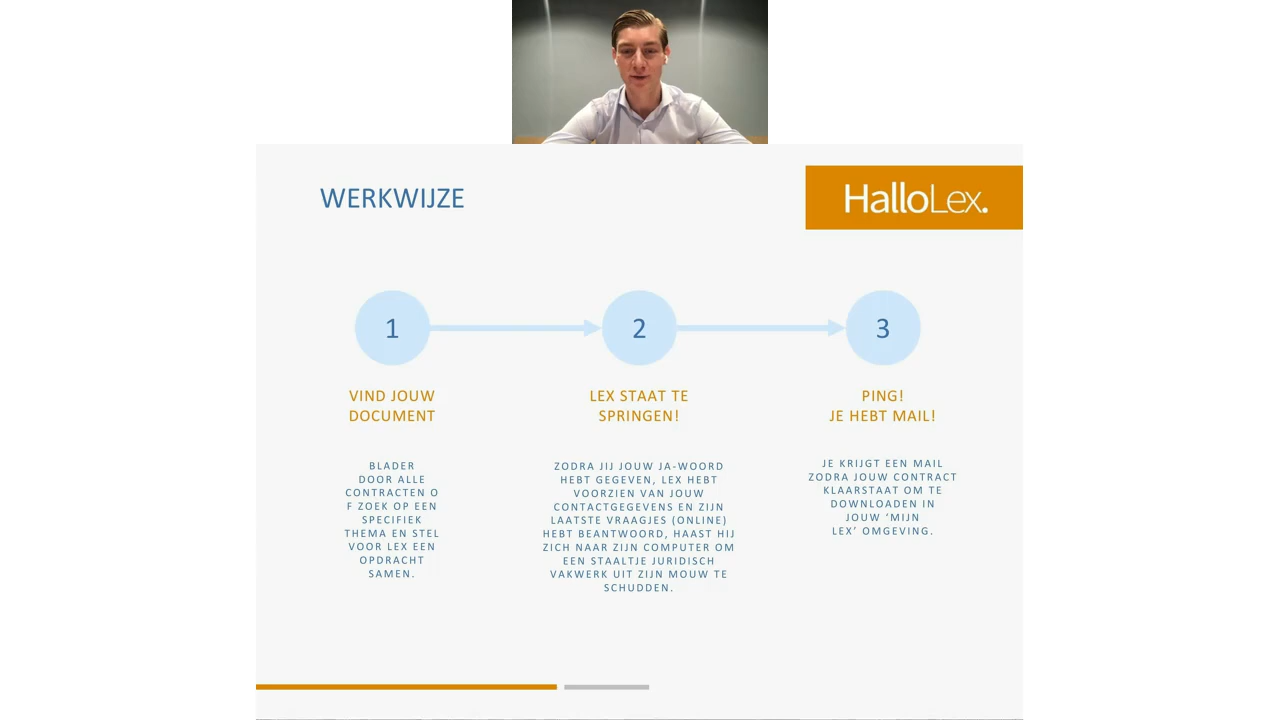 WERKWIJZE
HalloLex.
1
2
3
VIND JOUW
DOCUMENT
BLADER
DOOR ALLE
CONTRACTEN O
F ZOEK OP EEN
SPECIFIEK
THEMA EN STEL
VOOR LEX EEN
OPDRACHT
SAMEN.
LEX STAAT TE
SPRINGEN!
ZODRA JIJ JOUW JA-WOORD
HEBT GEGEVEN, LEX HEBT
VOORZIEN VAN JOUW
CONTACTGEGEVENS EN ZIJN
LAATSTE VRAAGJES (ONLINE)
HEBT BEANTWOORD, HAAST HIJ
ZICH NAAR ZIJN COMPUTER OM
EEN STAALTJE JURIDISCH
VAKWERK UIT ZIJN MOUW TE
SCHUDDEN.
PING!
JE HEBT MAIL!
JE KRIJGT EEN MAIL
ZODRA JOUW CONTRACT
KLAARSTAAT OM TE
DOWNLOADEN IN
JOUW ‘MIJN
LEX’ OMGEVING.